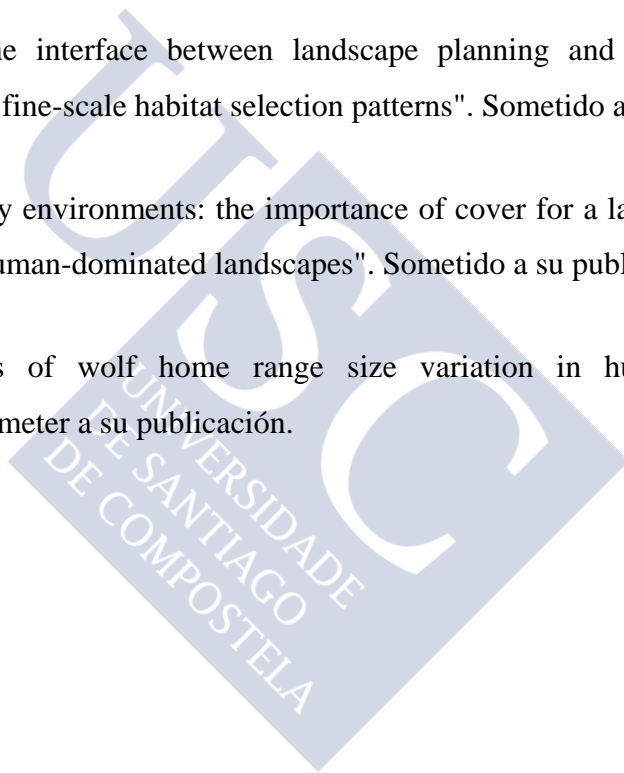 ne interface between landscape planning and
fine-scale habitat selection patterns". Sometido a
y environments: the importance of cover for a la
uman-dominated landscapes". Sometido a su publ
s of wolf home range size variation in hu
meter a su publicación.
USC
UNIVERSIDADE
DE SANTIAGO
DE COMPOSTELA